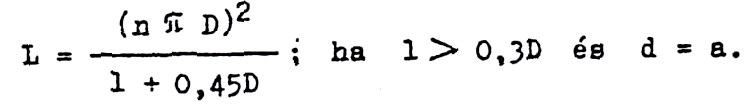 L = (n π D)² / (l + 0,45D) ; ha l > 0,3D és d = a.